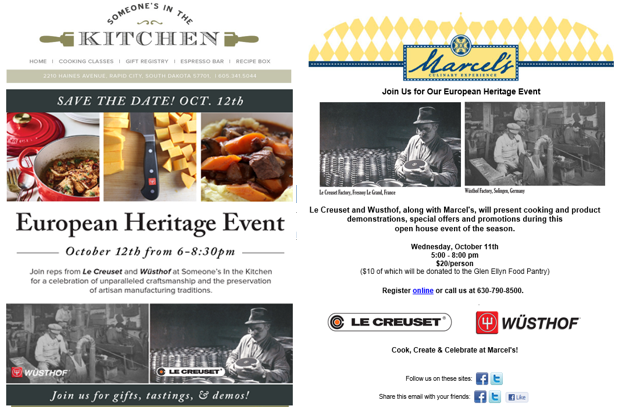 SOMEONE'S IN THE
KITCHEN
HOME | COOKING CLASSES | GIFT REGISTRY | ESPRESSO BAR | RECIPE BOX
2210 HAINES AVENUE, RAPID CITY, SOUTH DAKOTA 57701 | 605.341.5044
SAVE THE DATE! OCT. 12th
European Heritage Event
October 12th from 6-8:30pm
Join reps from Le Creuset and Wüsthof at Someone's In the Kitchen
for a celebration of unparalleled craftsmanship and the preservation
of artisan manufacturing traditions.
WÜSTHOF
LE CREUSET
Join us for gifts, tastings, & demos!
Marcel's
CULINARY EXPERIENCE
Join Us for Our European Heritage Event
Le Creuset Factory, Fresnoy Le Grand, France
Wüsthof Factory, Solingen, Germany
Le Creuset and Wusthof, along with Marcel's, will present cooking and product
demonstrations, special offers and promotions during this
open house event of the season.
Wednesday, October 11th
5:00 - 8:00 pm
$20/person
($10 of which will be donated to the Glen Ellyn Food Pantry)
Register online or call us at 630-790-8500.
LE CREUSET
WÜSTHOF
Cook, Create & Celebrate at Marcel's!
Follow us on these sites:
Share this email with your friends: Like